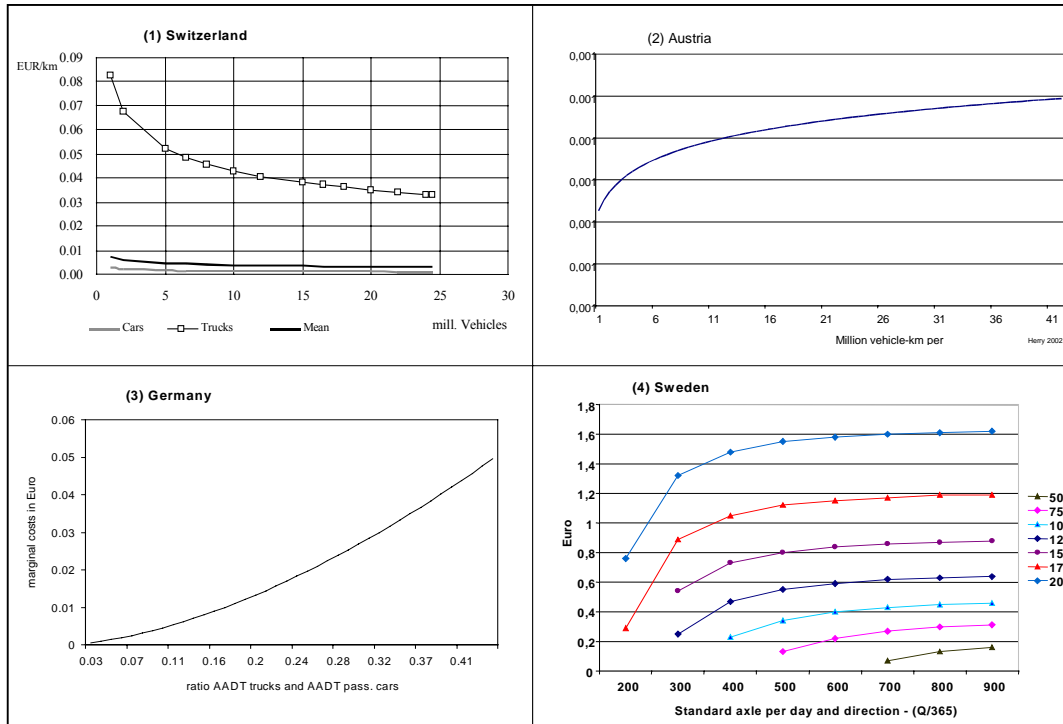 (1) Switzerland
EUR/km
0.09
0.08
0.07
0.06
0.05
0.04
0.03
0.02
0.01
0.00
0 5 10 15 20 25 30
Cars Trucks Mean mill. Vehicles
(2) Austria
0,001
0,001
0,001
0,001
0,001
0,001
0,001
1 6 11 16 21 26 31 36 41
Million vehicle-km per
Herry 2002
(3) Germany
marginal costs in Euro
0.06
0.05
0.04
0.03
0.02
0.01
0
0.03 0.07 0.11 0.16 0.2 0.24 0.28 0.32 0.37 0.41
ratio AADT trucks and AADT pass. cars
(4) Sweden
Euro
1,8
1,6
1,4
1,2
1
0,8
0,6
0,4
0,2
0
200 300 400 500 600 700 800 900
Standard axle per day and direction - (Q/365)
50
75
10
12
15
17
20